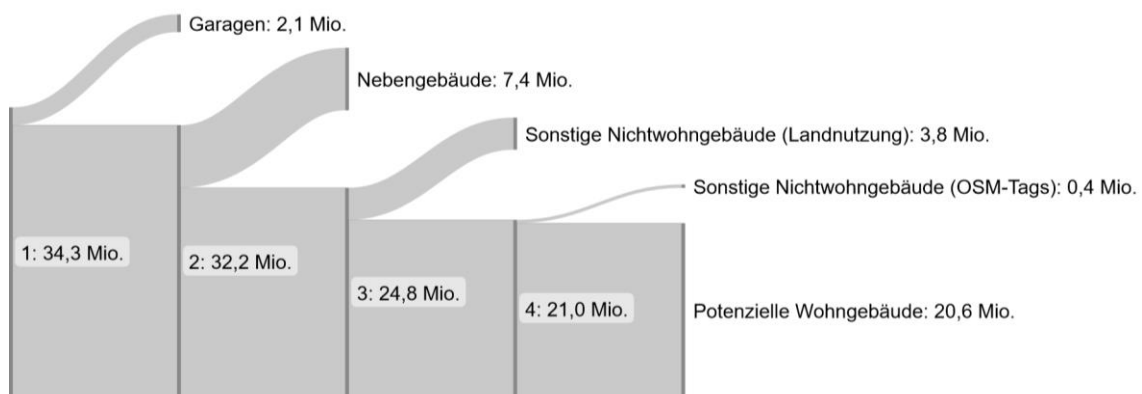 Garagen: 2,1 Mio.
Nebengebäude: 7,4 Mio.
Sonstige Nichtwohngebäude (Landnutzung): 3,8 Mio.
Sonstige Nichtwohngebäude (OSM-Tags): 0,4 Mio.
1: 34,3 Mio.
2: 32,2 Mio.
3: 24,8 Mio.
4: 21,0 Mio.
Potenzielle Wohngebäude: 20,6 Mio.